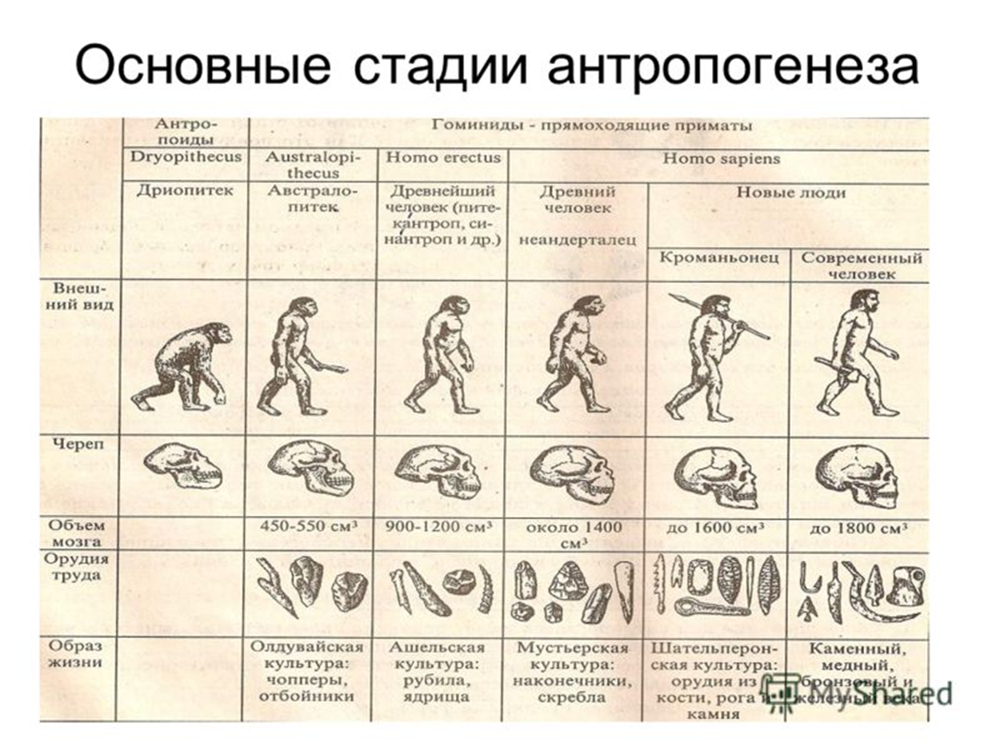 Основные стадии антропогенеза
Антро-
поиды
Гоминиды - прямоходящие приматы
Dryopithecus
Australopi-
thecus
Homo erectus
Homo sapiens
Дриопитек
Австрало-
питек
Древнейший
человек (пите-
кантроп, си-
нантроп и др.)
Древний
человек
неандерталец
Новые люди
Кроманьонец
Современный
человек
Внеш-
ний вид
Череп
Объем
мозга
450-550 см³
900-1200 см³
около 1400
см³
до 1600 см³
до 1800 см³
Орудия
труда
Образ
жизни
Олдувайская
культура:
чопперы,
отбойники
Ашельская
культура:
рубила,
ядрища
Мустьерская
культура:
наконечники,
скребла
Шательперон-
ская культура:
орудия из
кости, рога и
камня
Каменный,
медный,
бронзовый и
железный века
MyShared